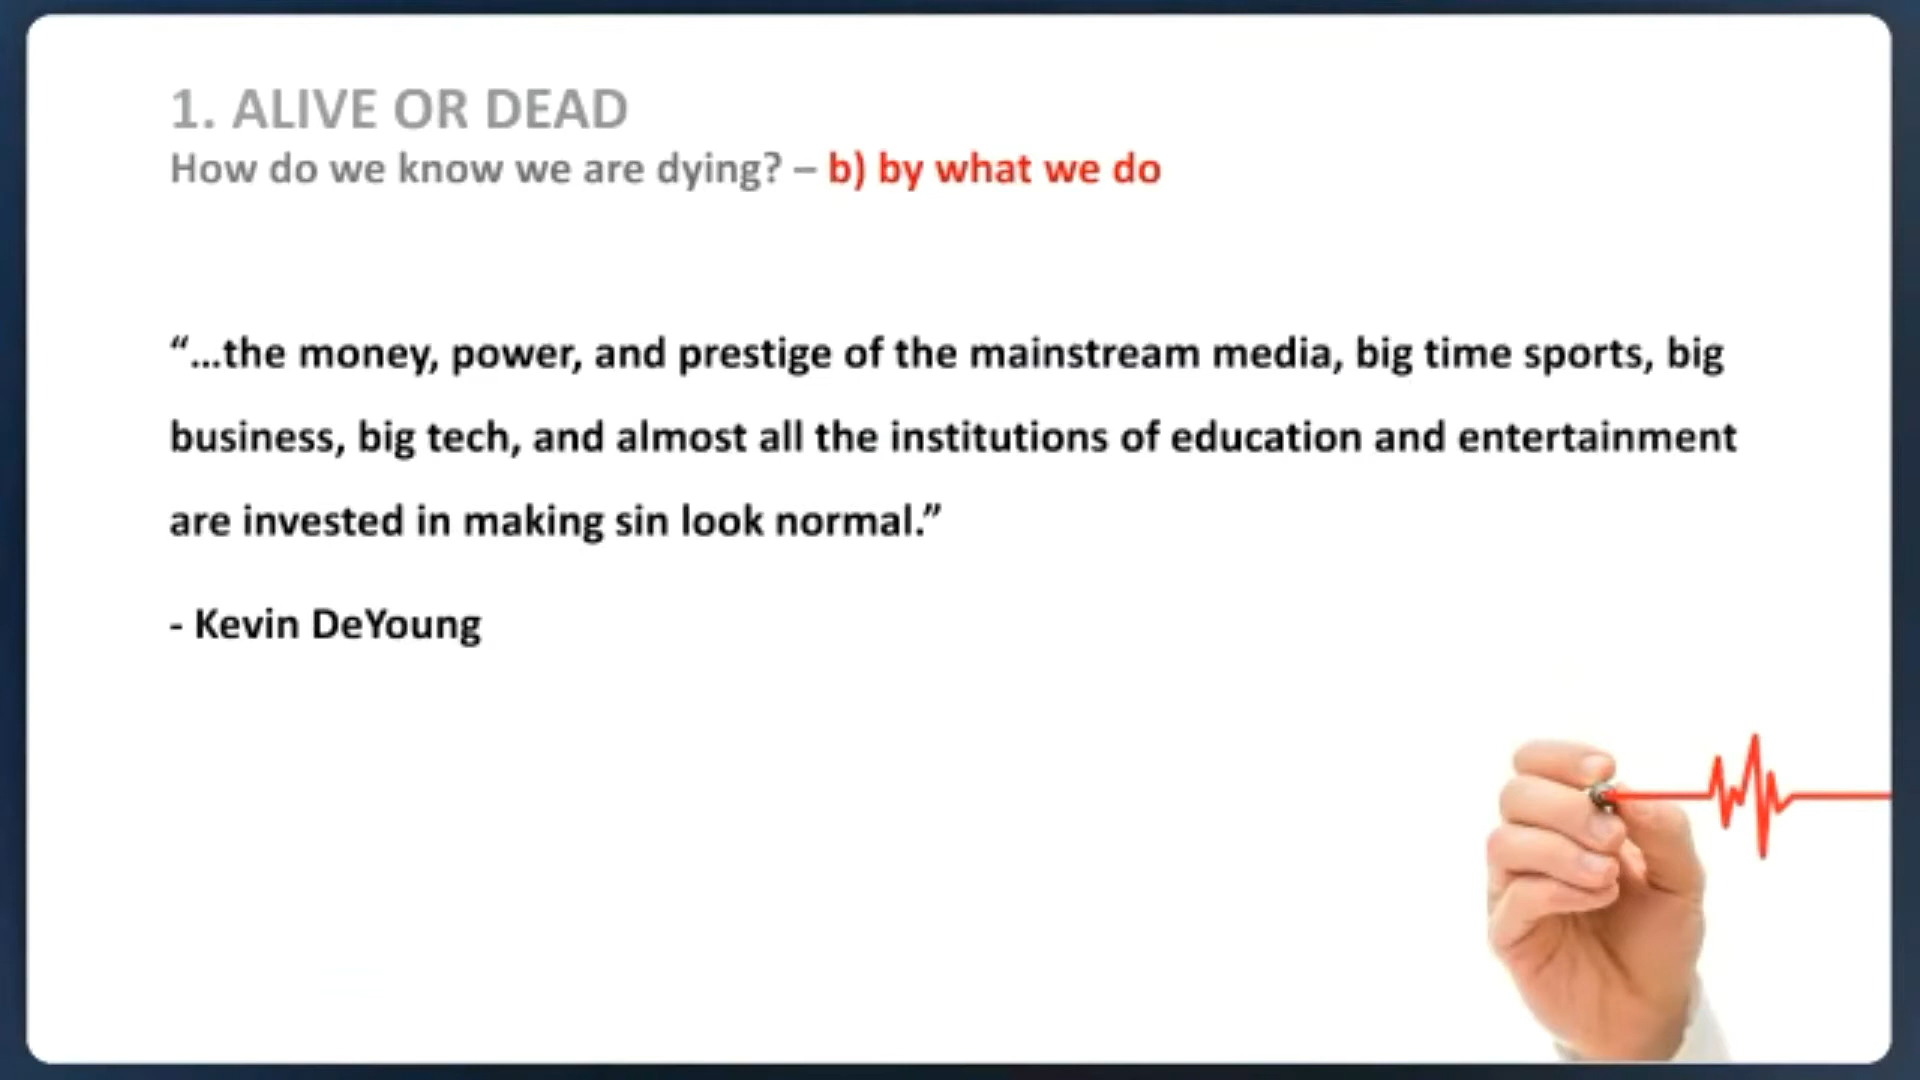 1. ALIVE OR DEAD
How do we know we are dying? – b) by what we do
“...the money, power, and prestige of the mainstream media, big time sports, big
business, big tech, and almost all the institutions of education and entertainment
are invested in making sin look normal.”
- Kevin DeYoung